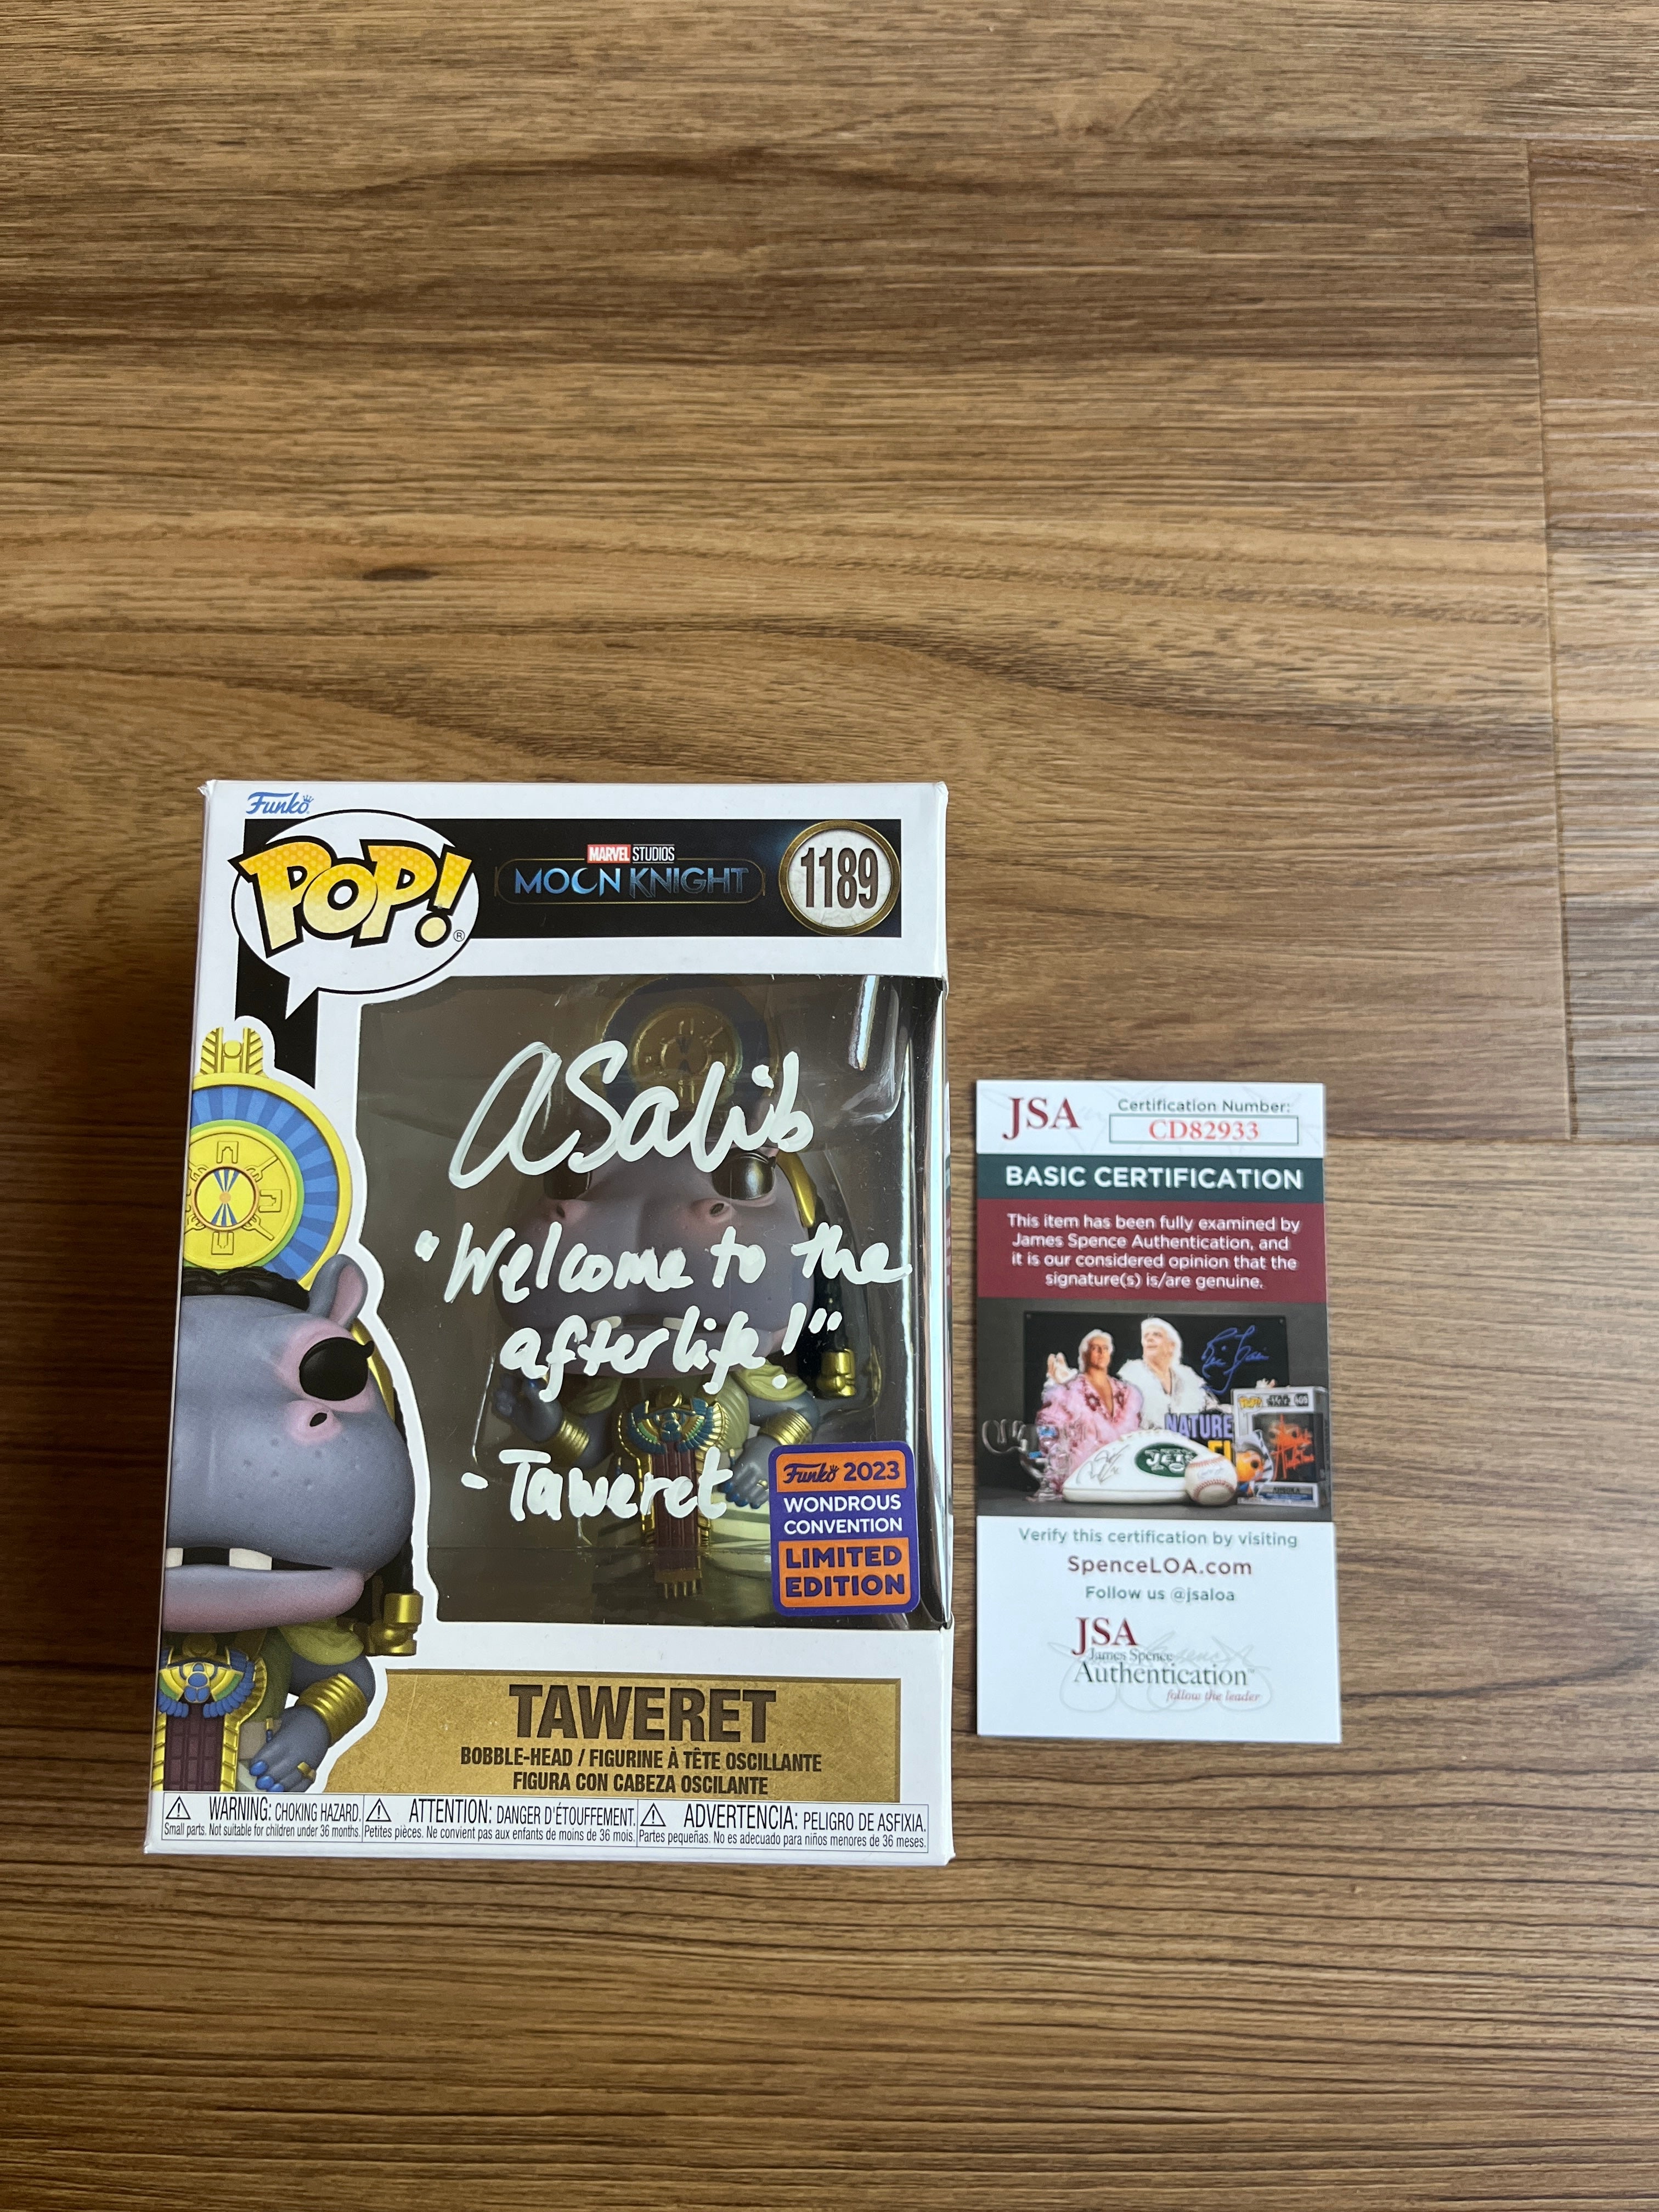 Funko
POP!®
MARVEL STUDIOS
MOON KNIGHT
1189
ASalib
"Welcome to the
afterlife!"
- Taweret
Funko 2023
WONDROUS
CONVENTION
LIMITED
EDITION
TAWERET
BOBBLE-HEAD / FIGURINE À TÊTE OSCILLANTE
FIGURA CON CABEZA OSCILANTE
WARNING: CHOKING HAZARD.
Small parts. Not suitable for children under 36 months.
ATTENTION: DANGER D'ÉTOUFFEMENT.
Petites pièces. Ne convient pas aux enfants de moins de 36 mois.
ADVERTENCIA: PELIGRO DE ASFIXIA.
Partes pequeñas. No es adecuado para niños menores de 36 meses.
JSA
Certification Number:
CD82933
BASIC CERTIFICATION
This item has been fully examined by
James Spence Authentication, and
it is our considered opinion that the
signature(s) is/are genuine.
NATURE
JETS
Verify this certification by visiting
SpenceLOA.com
Follow us @jsaloa
JSA
James Spence
Authentication™
follow the leader